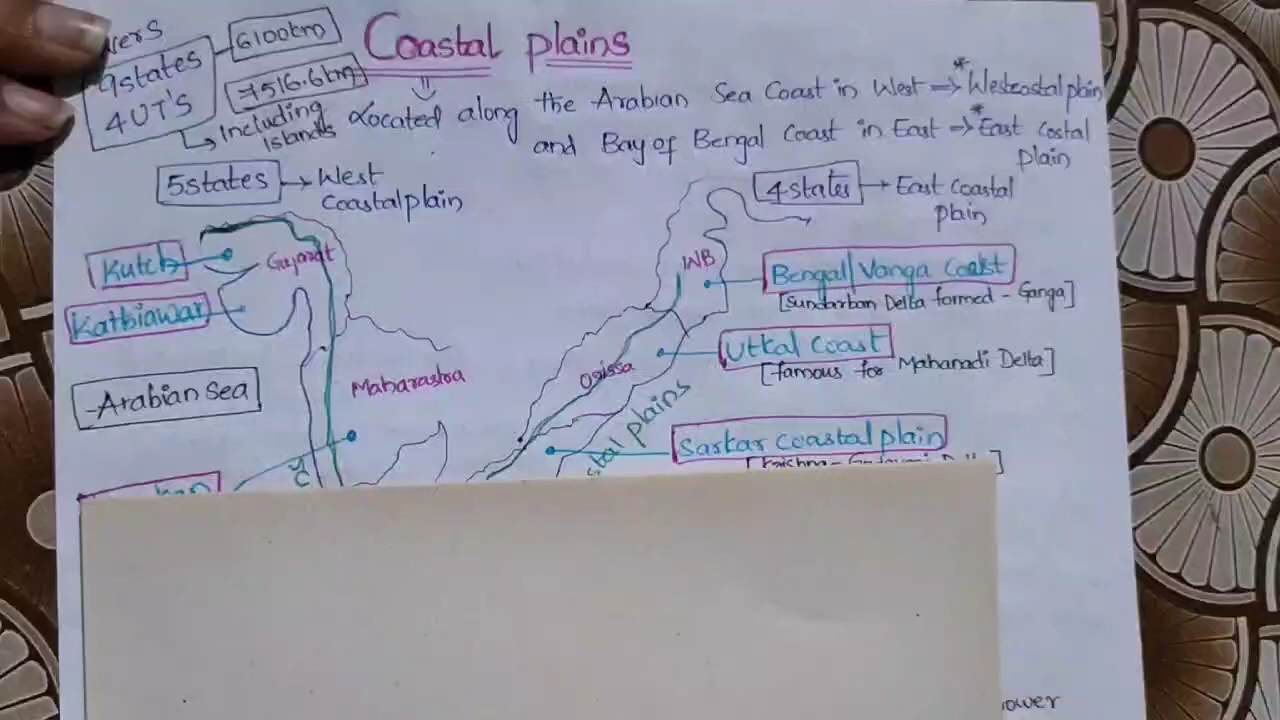 Coastal plains
9states
4UT'S
6100km
7516.6km
Including
Islands
Located along the Arabian Sea Coast in West → *Westcoastal plain
and Bay of Bengal Coast in East → *East Costal
plain
5states → West
Coastal plain
4states → East Coastal
plain
Kutch
Gujarat
Kathiawar
WB
Bengal/Vanga Coast
[Sundarban Delta formed - Ganga]
Utkal Coast
[famous for Mahanadi Delta]
Maharastra
Orissa
-Arabian Sea
plains
Sarkar Coastal plain